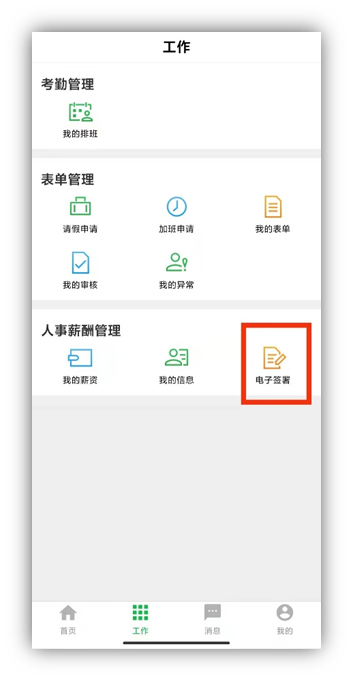 工作
考勤管理
我的排班
表单管理
请假申请 加班申请 我的表单
我的审核 我的异常
人事薪酬管理
我的薪资 我的信息 电子签署
首页 工作 消息 我的